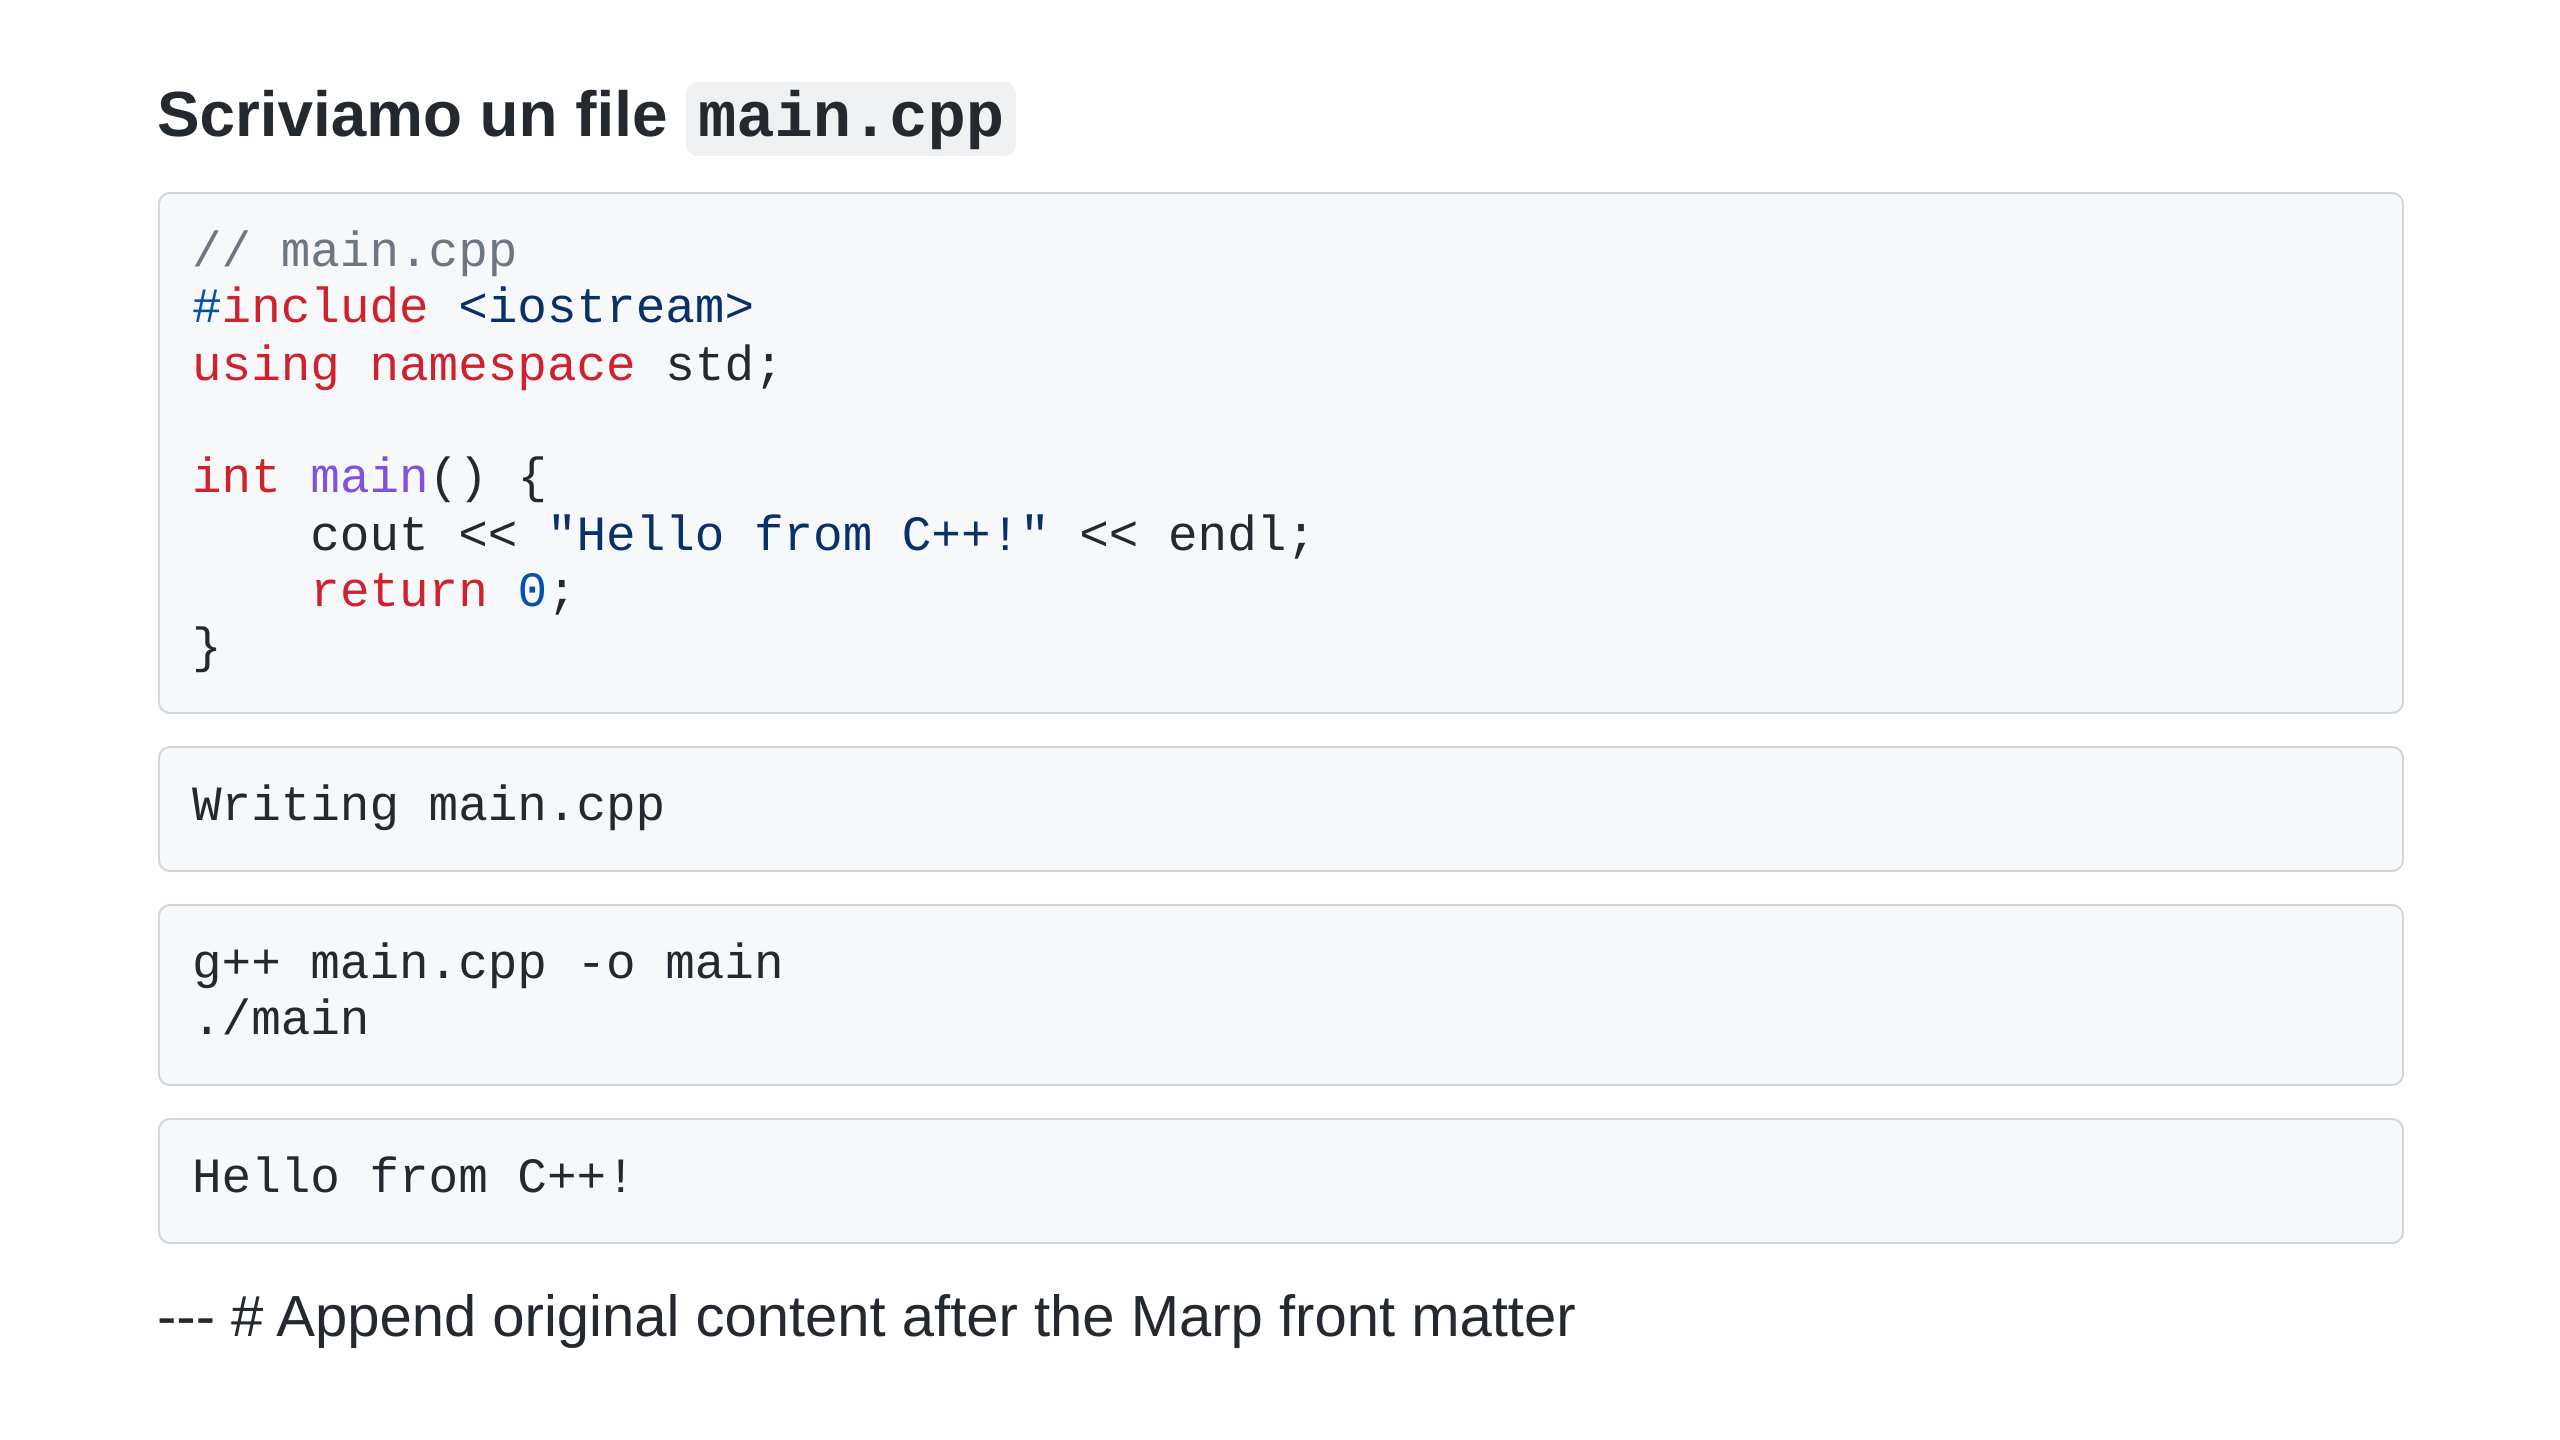 Scriviamo un file main.cpp
// main.cpp
#include <iostream>
using namespace std;
int main() {
    cout << "Hello from C++!" << endl;
    return 0;
}
Writing main.cpp
g++ main.cpp -o main
./main
Hello from C++!
--- # Append original content after the Marp front matter